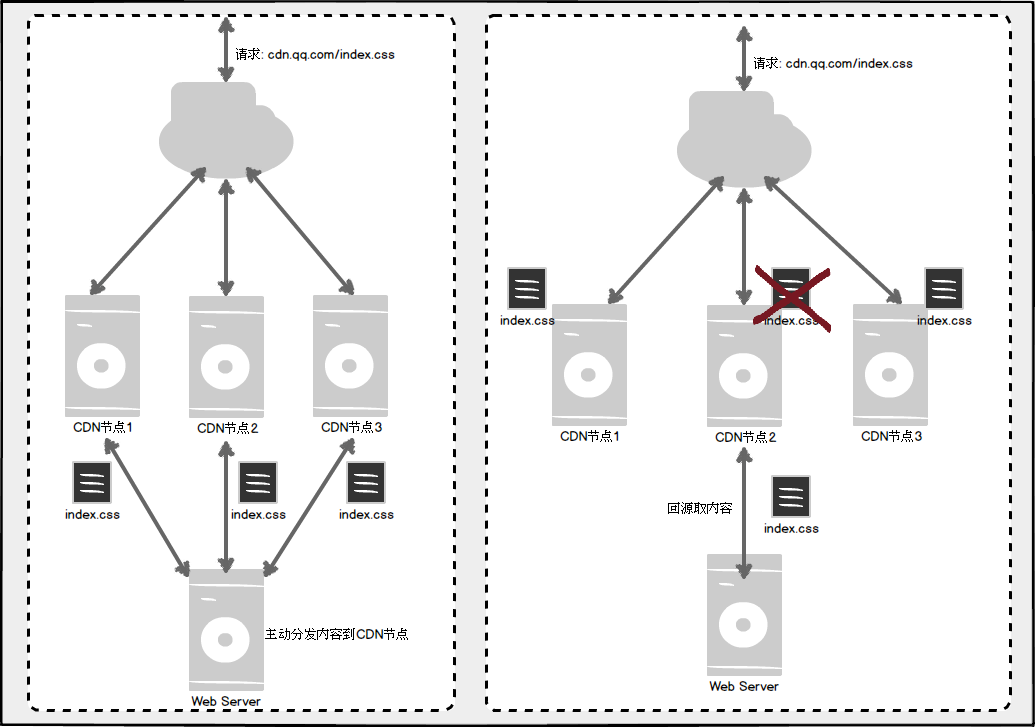 请求: cdn.qq.com/index.css
CDN节点1
CDN节点2
CDN节点3
index.css
index.css
index.css
主动分发内容到CDN节点
Web Server
请求: cdn.qq.com/index.css
index.css
index.css
index.css
CDN节点1
CDN节点2
CDN节点3
回源取内容
index.css
Web Server